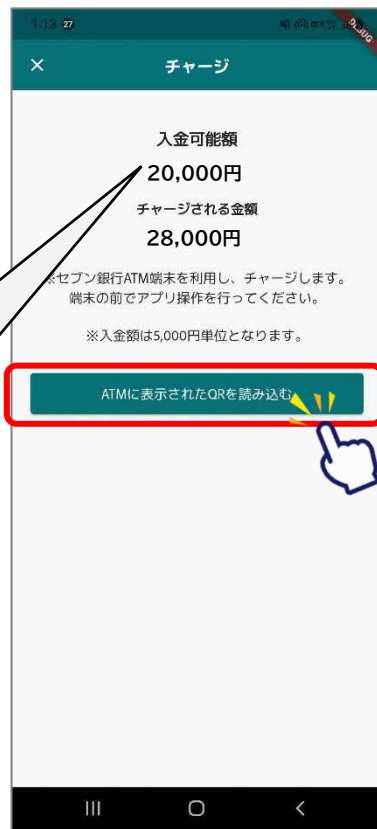 1:13 27
DEBUG
× チャージ
入金可能額
20,000円
チャージされる金額
28,000円
※セブン銀行ATM端末を利用し、チャージします。
端末の前でアプリ操作を行ってください。
※入金額は5,000円単位となります。
ATMに表示されたQRを読み込む